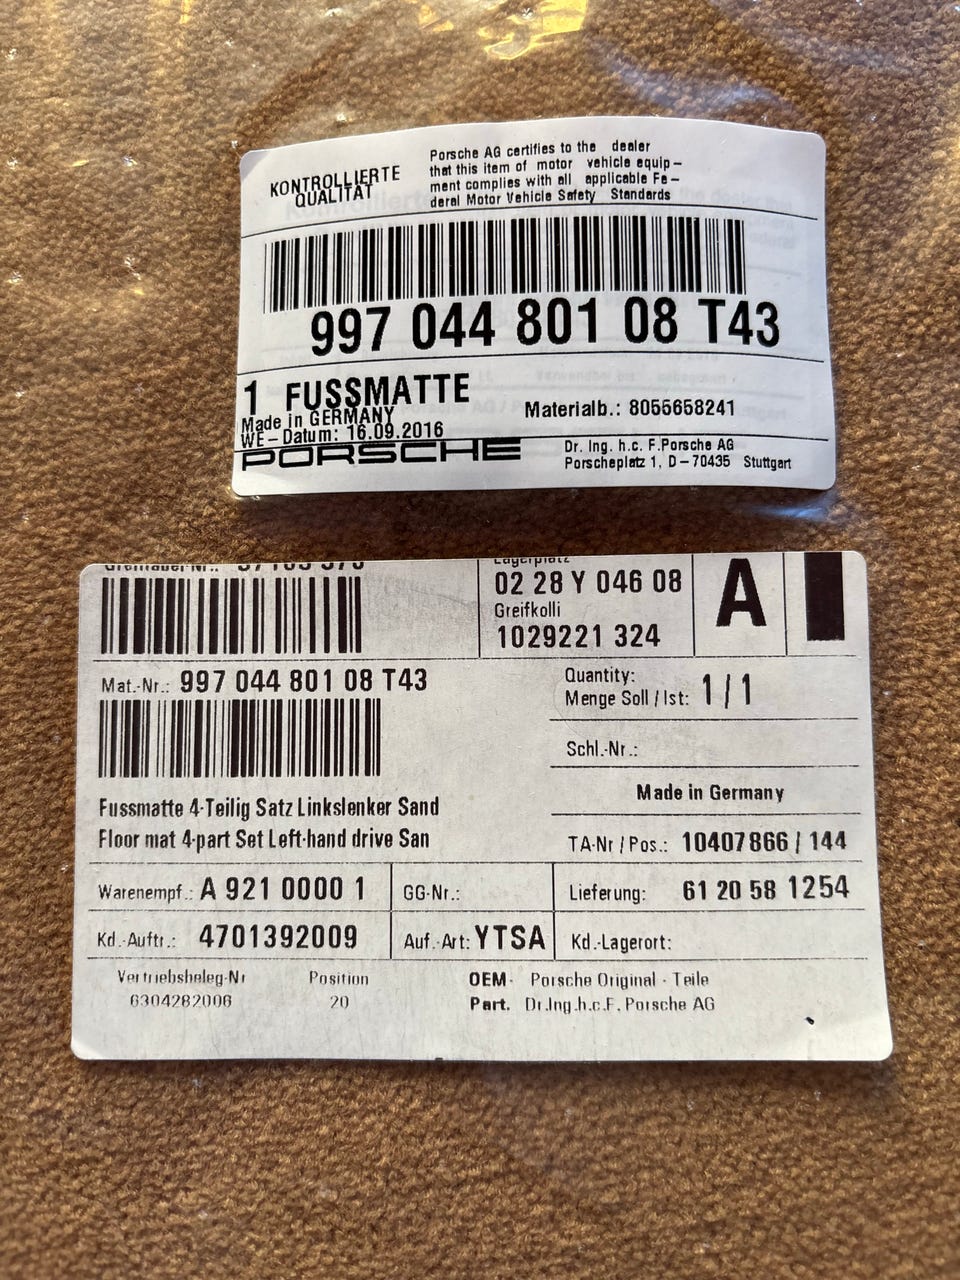 KONTROLLIERTE
QUALITÄT
Porsche AG certifies to the dealer
that this item of motor vehicle equip-
ment complies with all applicable Fe-
deral Motor Vehicle Safety Standards
997 044 801 08 T43
1 FUSSMATTE
Made in GERMANY
WE-Datum: 16.09.2016
Materialb.: 8055658241
PORSCHE
Dr. Ing. h.c. F.Porsche AG
Porscheplatz 1, D-70435 Stuttgart
Lagerplatz
02 28 Y 046 08
Greifkolli
1029221 324
A
Mat.-Nr.: 997 044 801 08 T43
Quantity:
Menge Soll / Ist: 1 / 1
Schl.-Nr.:
Made in Germany
Fussmatte 4-Teilig Satz Linkslenker Sand
Floor mat 4-part Set Left-hand drive San
TA-Nr / Pos.: 10407866 / 144
Warenempf.: A 921 0000 1
GG-Nr.:
Lieferung: 61 20 58 1254
Kd.-Auftr.: 4701392009
Auf.-Art: YTSA
Kd.-Lagerort:
Vertriebsbeleg-Nr
6304282006
Position
20
OEM- Porsche Original - Teile
Part. Dr.Ing.h.c.F. Porsche AG